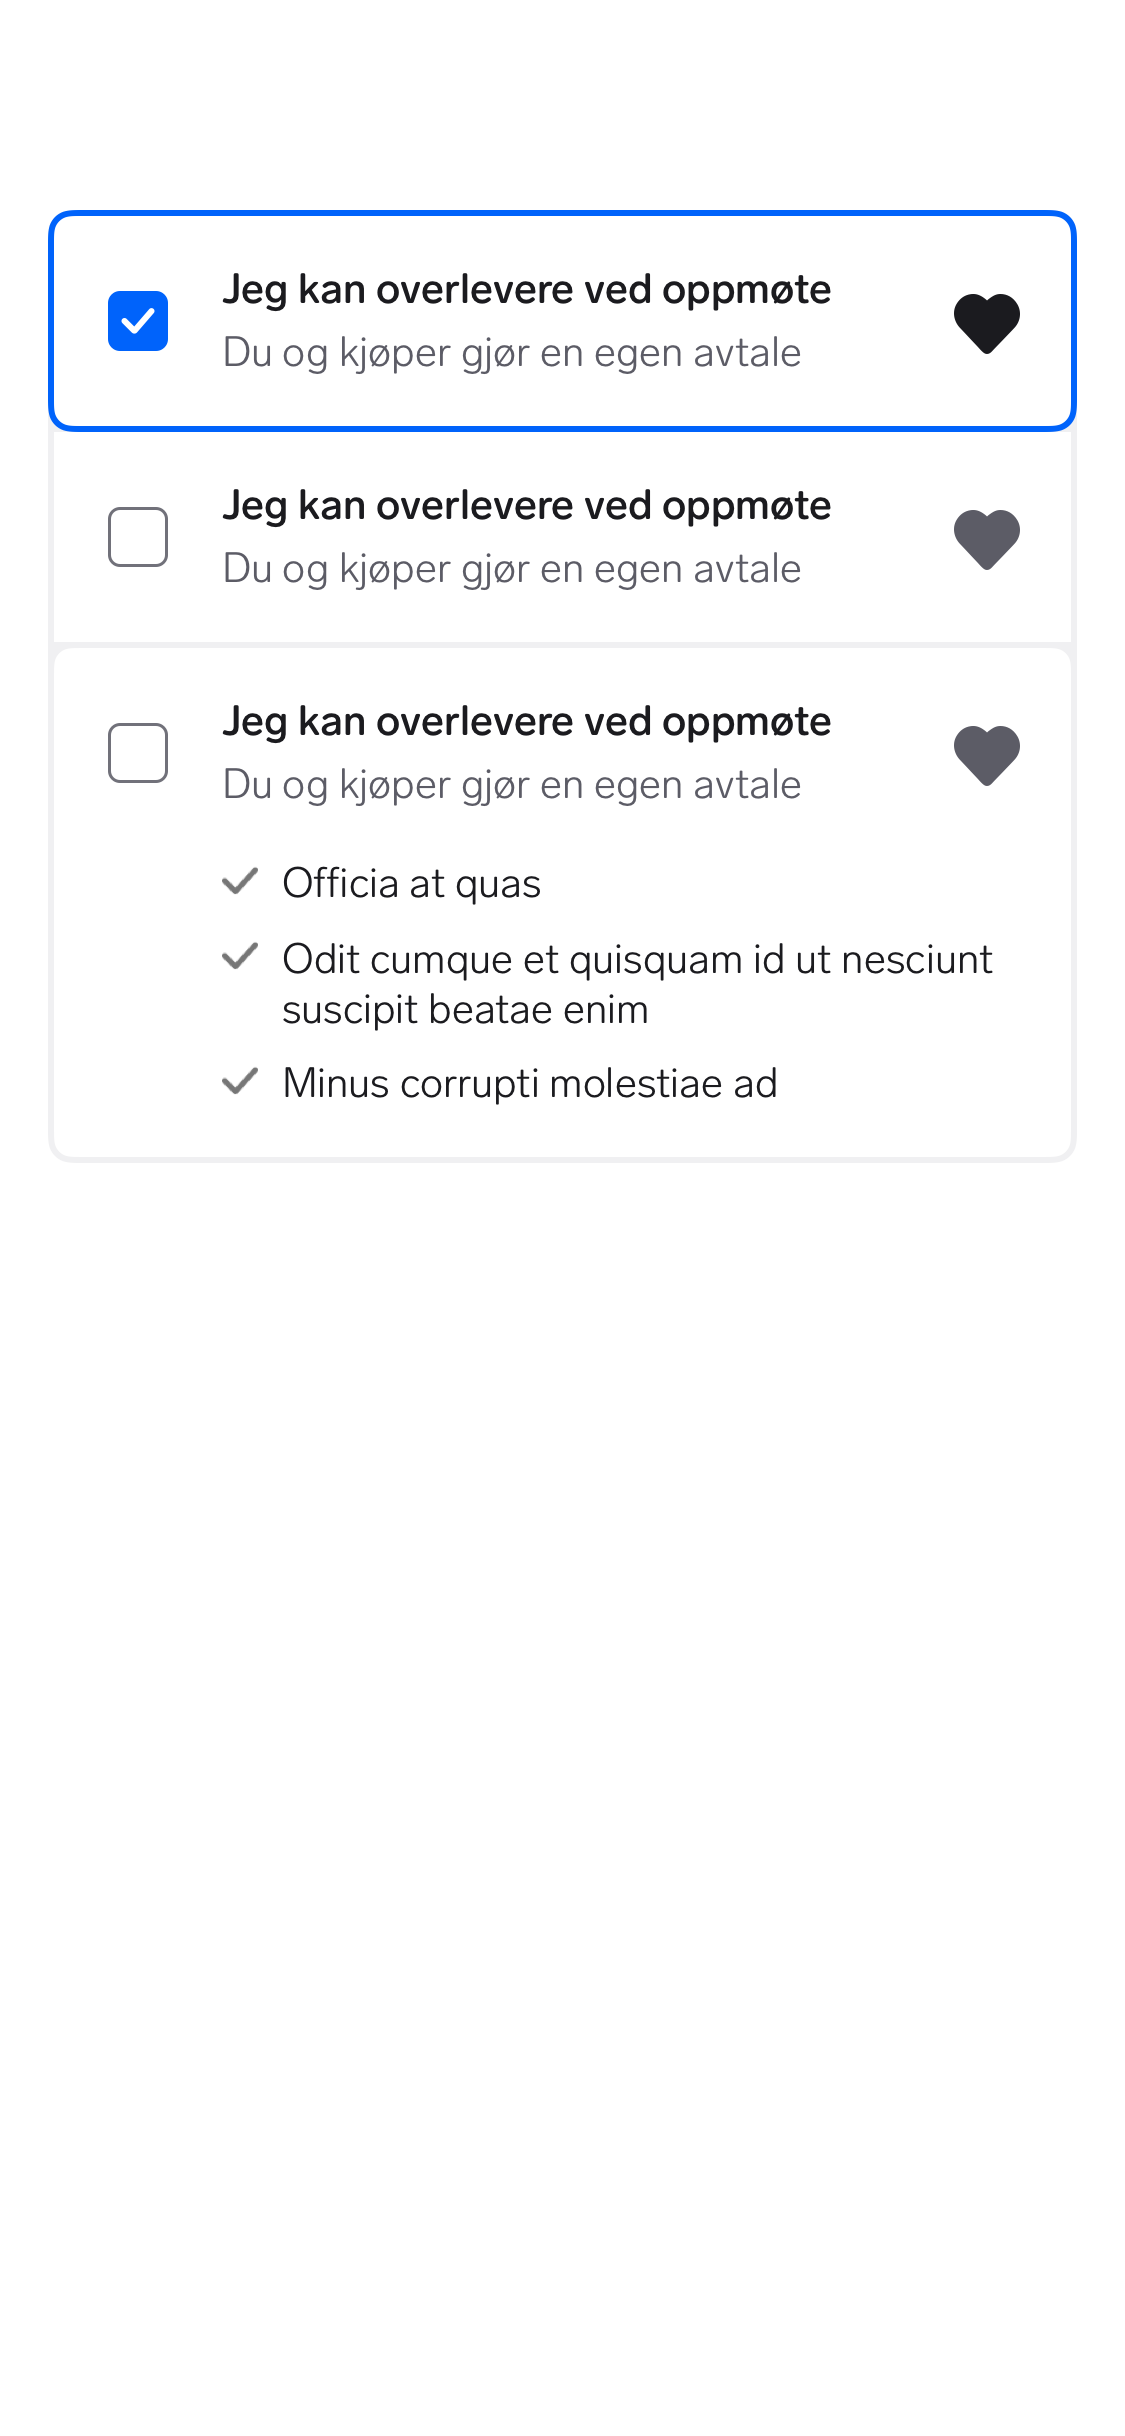 Jeg kan overlevere ved oppmøte
Du og kjøper gjør en egen avtale
Jeg kan overlevere ved oppmøte
Du og kjøper gjør en egen avtale
Jeg kan overlevere ved oppmøte
Du og kjøper gjør en egen avtale
Officia at quas
Odit cumque et quisquam id ut nesciunt
suscipit beatae enim
Minus corrupti molestiae ad